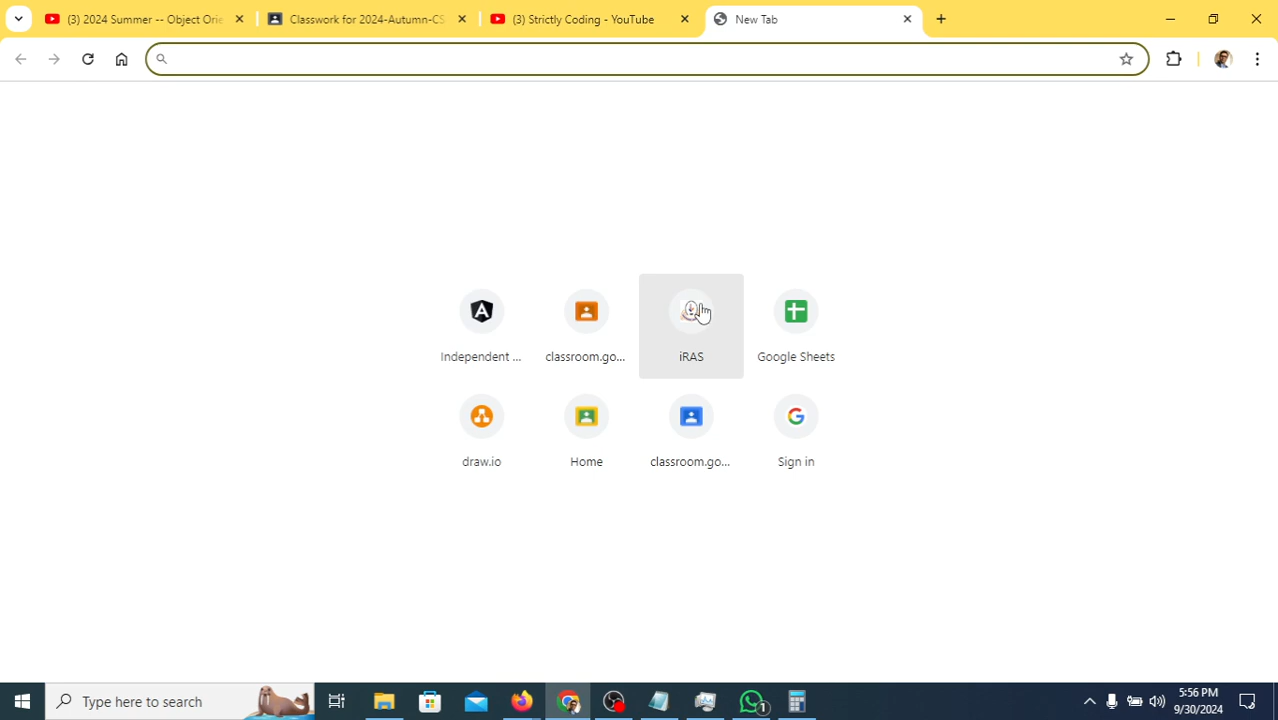 (3) 2024 Summer -- Object Orie
Classwork for 2024-Autumn-CS
(3) Strictly Coding - YouTube
New Tab
Independent ...
classroom.go...
iRAS
Google Sheets
draw.io
Home
classroom.go...
Sign in
Type here to search
1
5:56 PM
9/30/2024